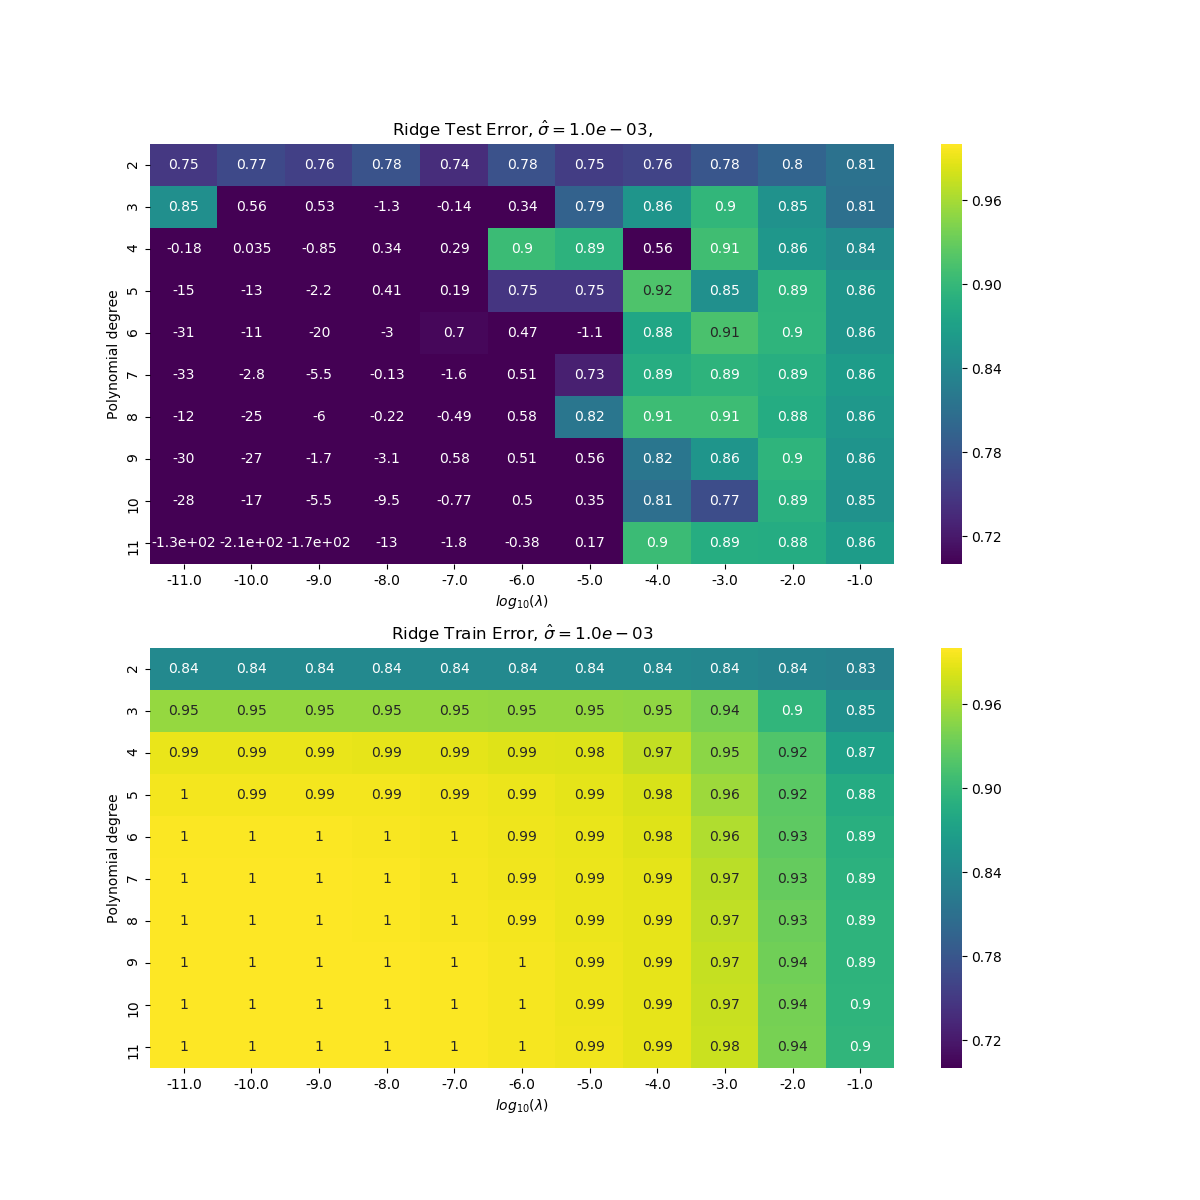 Ridge Test Error, σ̂ = 1.0e − 03,
2 0.75 0.77 0.76 0.78 0.74 0.78 0.75 0.76 0.78 0.8 0.81
0.96
3 0.85 0.56 0.53 -1.3 -0.14 0.34 0.79 0.86 0.9 0.85 0.81
4 -0.18 0.035 -0.85 0.34 0.29 0.9 0.89 0.56 0.91 0.86 0.84
0.90
5 -15 -13 -2.2 0.41 0.19 0.75 0.75 0.92 0.85 0.89 0.86
6 -31 -11 -20 -3 0.7 0.47 -1.1 0.88 0.91 0.9 0.86
Polynomial degree
0.84
7 -33 -2.8 -5.5 -0.13 -1.6 0.51 0.73 0.89 0.89 0.89 0.86
8 -12 -25 -6 -0.22 -0.49 0.58 0.82 0.91 0.91 0.88 0.86
0.78
9 -30 -27 -1.7 -3.1 0.58 0.51 0.56 0.82 0.86 0.9 0.86
10 -28 -17 -5.5 -9.5 -0.77 0.5 0.35 0.81 0.77 0.89 0.85
0.72
11 -1.3e+02 -2.1e+02 -1.7e+02 -13 -1.8 -0.38 0.17 0.9 0.89 0.88 0.86
-11.0 -10.0 -9.0 -8.0 -7.0 -6.0 -5.0 -4.0 -3.0 -2.0 -1.0
log₁₀(λ)
Ridge Train Error, σ̂ = 1.0e − 03
2 0.84 0.84 0.84 0.84 0.84 0.84 0.84 0.84 0.84 0.84 0.83
0.96
3 0.95 0.95 0.95 0.95 0.95 0.95 0.95 0.95 0.94 0.9 0.85
4 0.99 0.99 0.99 0.99 0.99 0.99 0.98 0.97 0.95 0.92 0.87
0.90
5 1 0.99 0.99 0.99 0.99 0.99 0.99 0.98 0.96 0.92 0.88
6 1 1 1 1 1 0.99 0.99 0.98 0.96 0.93 0.89
Polynomial degree
0.84
7 1 1 1 1 1 0.99 0.99 0.99 0.97 0.93 0.89
8 1 1 1 1 1 0.99 0.99 0.99 0.97 0.93 0.89
0.78
9 1 1 1 1 1 1 0.99 0.99 0.97 0.94 0.89
10 1 1 1 1 1 1 0.99 0.99 0.97 0.94 0.9
0.72
11 1 1 1 1 1 1 0.99 0.99 0.98 0.94 0.9
-11.0 -10.0 -9.0 -8.0 -7.0 -6.0 -5.0 -4.0 -3.0 -2.0 -1.0
log₁₀(λ)